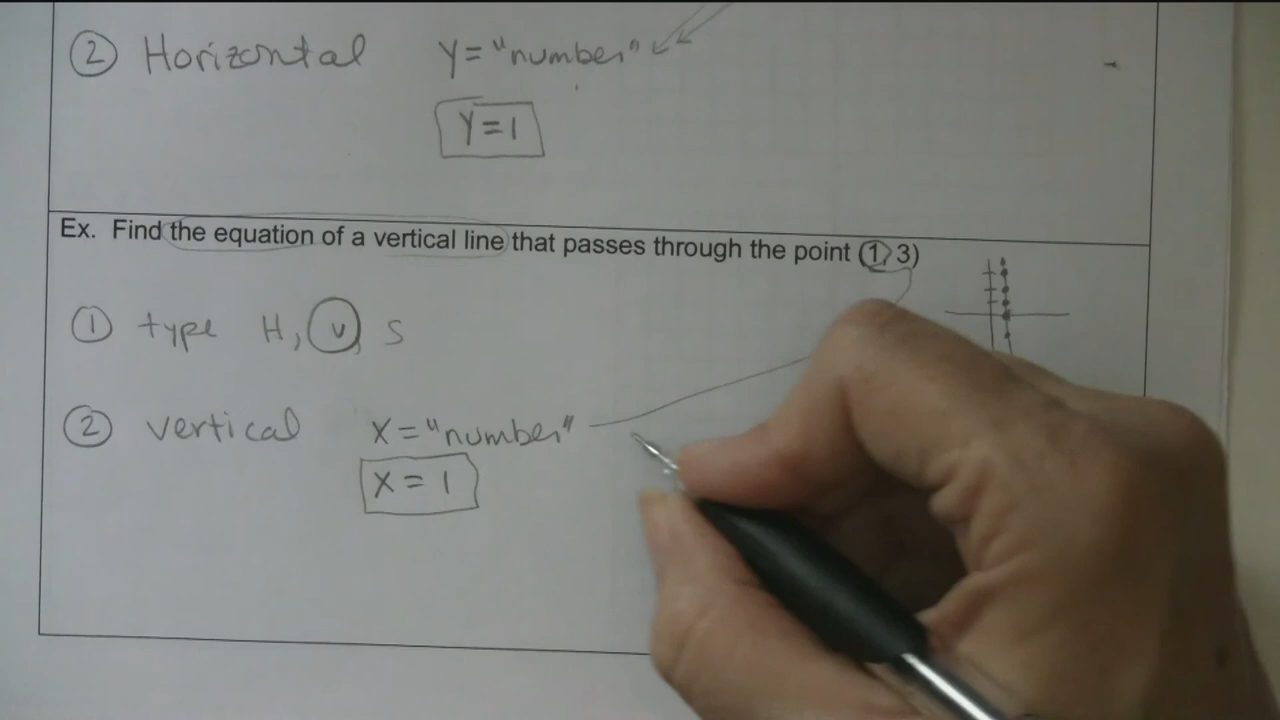 ② Horizontal Y="number"
Y=1
Ex. Find the equation of a vertical line that passes through the point (1, 3)
① type H, V, S
② vertical X="number"
X=1